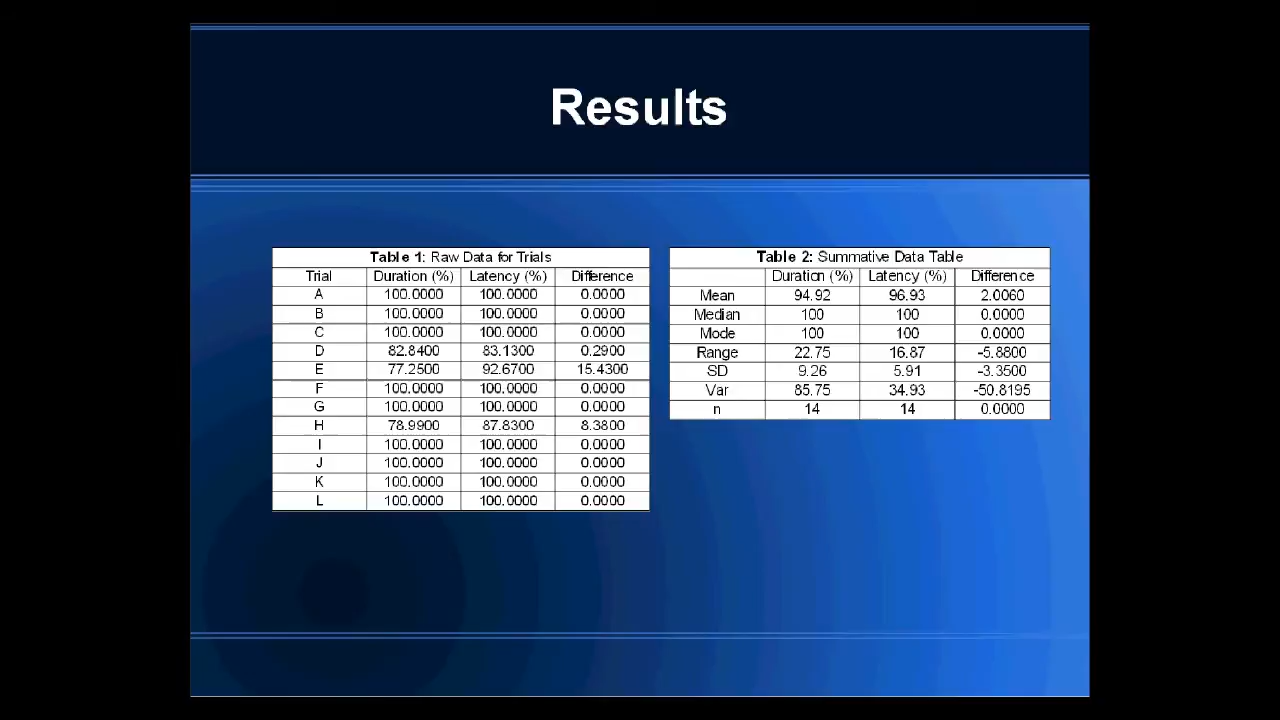 Results
Table 1: Raw Data for Trials
Trial Duration (%) Latency (%) Difference
A 100.0000 100.0000 0.0000
B 100.0000 100.0000 0.0000
C 100.0000 100.0000 0.0000
D 82.8400 83.1300 0.2900
E 77.2500 92.6700 15.4300
F 100.0000 100.0000 0.0000
G 100.0000 100.0000 0.0000
H 78.9900 87.8300 8.3800
I 100.0000 100.0000 0.0000
J 100.0000 100.0000 0.0000
K 100.0000 100.0000 0.0000
L 100.0000 100.0000 0.0000
Table 2: Summative Data Table
Duration (%) Latency (%) Difference
Mean 94.92 96.93 2.0060
Median 100 100 0.0000
Mode 100 100 0.0000
Range 22.75 16.87 -5.8800
SD 9.26 5.91 -3.3500
Var 85.75 34.93 -50.8195
n 14 14 0.0000